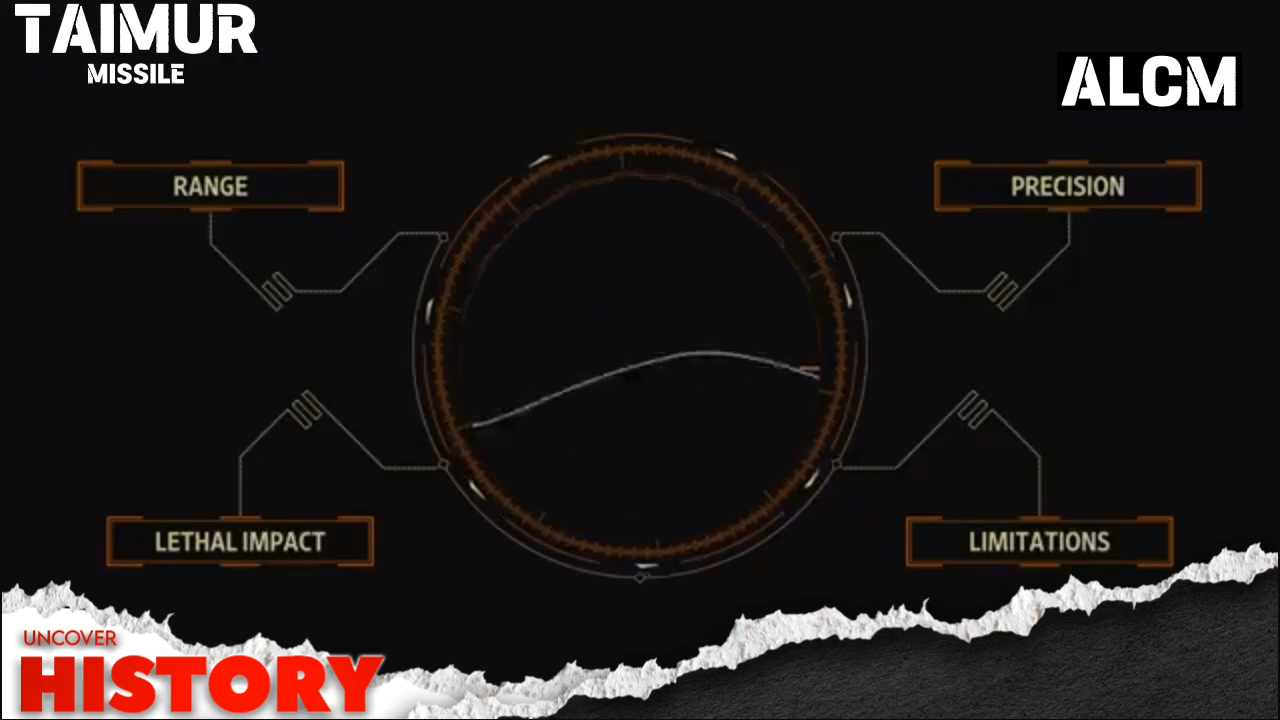 TAIMUR
MISSILE
ALCM
RANGE
PRECISION
LETHAL IMPACT
LIMITATIONS
UNCOVER
HISTORY